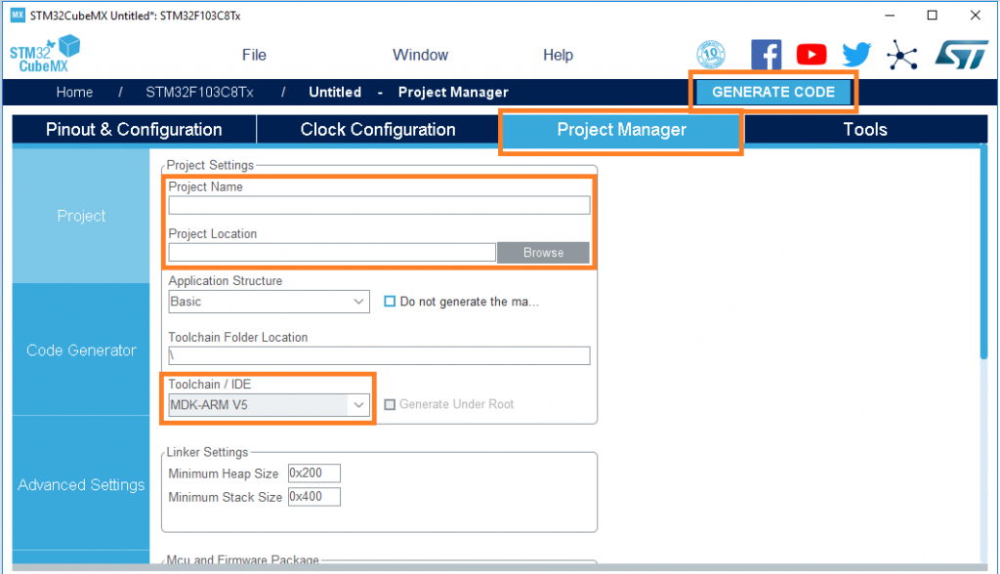 MX STM32CubeMX Untitled*: STM32F103C8Tx
STM32 CubeMX
File Window Help
10
ST
Home / STM32F103C8Tx / Untitled - Project Manager
GENERATE CODE
Pinout & Configuration Clock Configuration Project Manager Tools
Project
Code Generator
Advanced Settings
Project Settings
Project Name
Project Location
Browse
Application Structure
Basic Do not generate the ma...
Toolchain Folder Location
\
Toolchain / IDE
MDK-ARM V5 Generate Under Root
Linker Settings
Minimum Heap Size 0x200
Minimum Stack Size 0x400
Mcu and Firmware Package